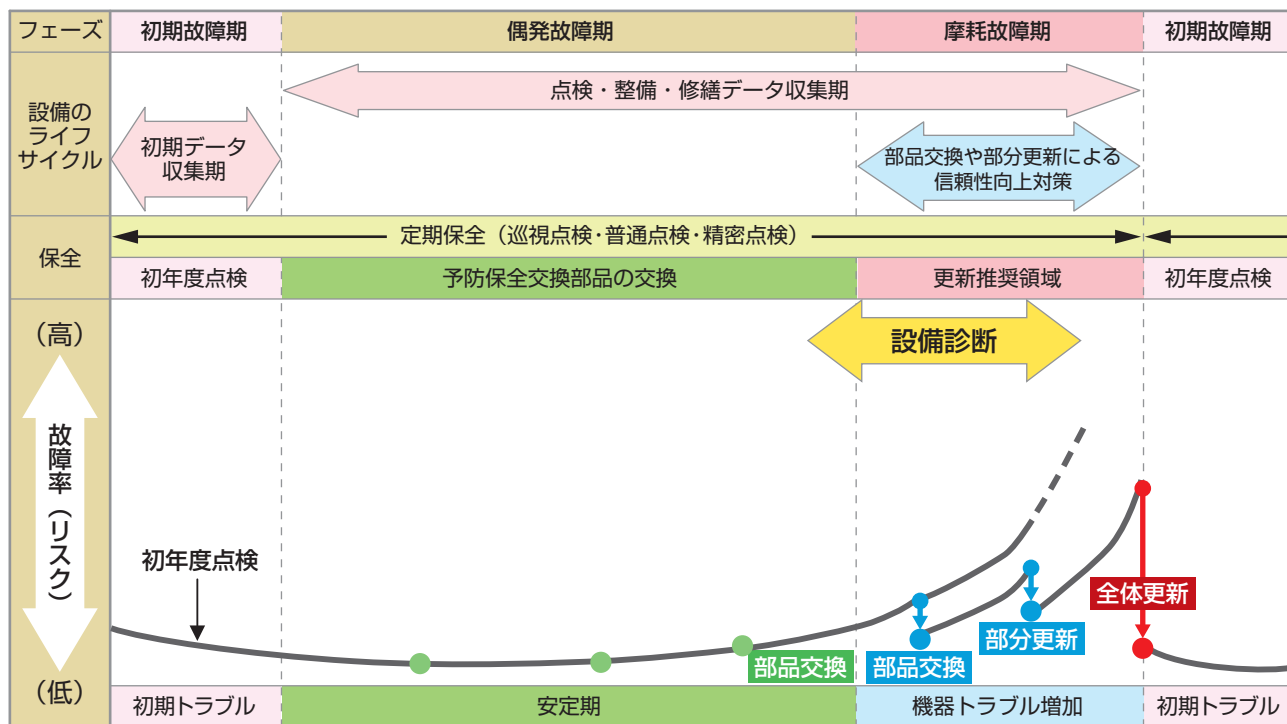 フェーズ
初期故障期
偶発故障期
摩耗故障期
初期故障期
設備の
ライフ
サイクル
点検・整備・修繕データ収集期
初期データ
収集期
部品交換や部分更新による
信頼性向上対策
保全
定期保全（巡視点検・普通点検・精密点検）
初年度点検
予防保全交換部品の交換
更新推奨領域
初年度点検
（高）
設備診断
故障率（リスク）
初年度点検
全体更新
部品交換
部品交換
部分更新
（低）
初期トラブル
安定期
機器トラブル増加
初期トラブル